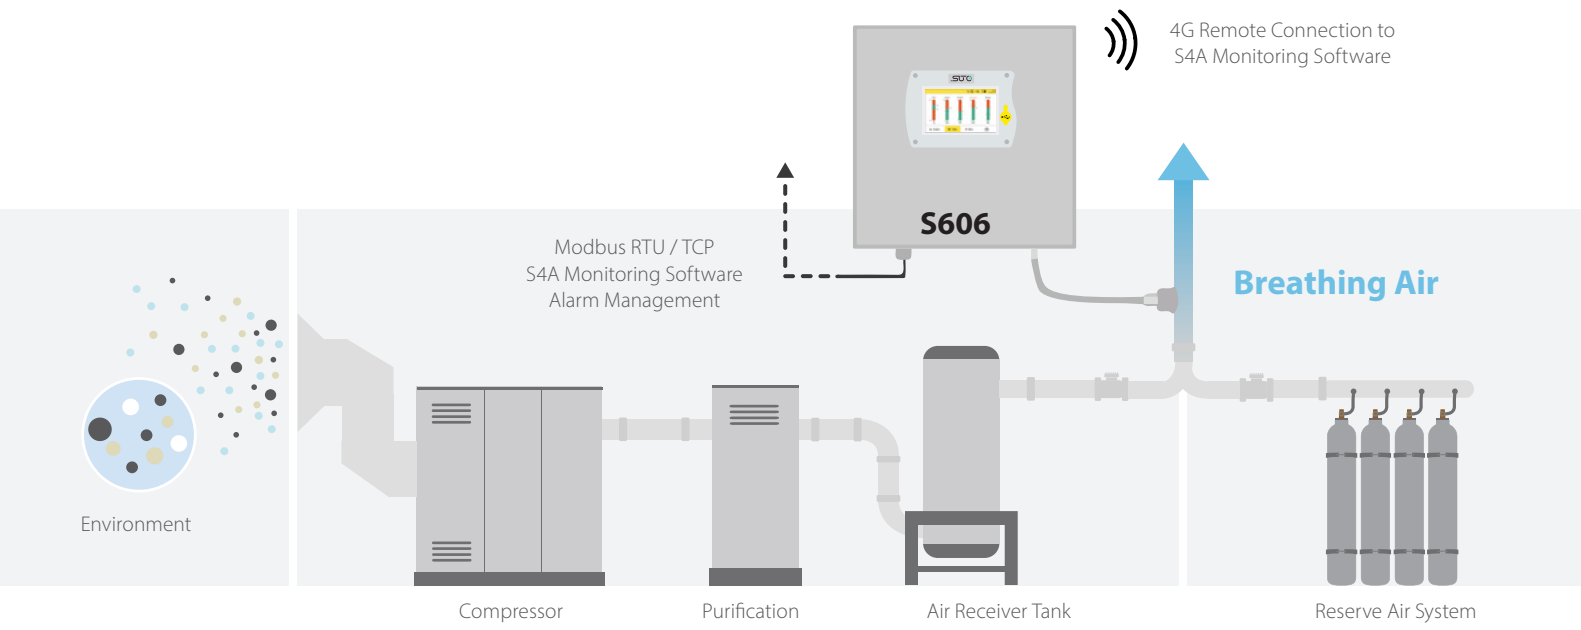 4G Remote Connection to
S4A Monitoring Software
SUTO
S606
Modbus RTU / TCP
S4A Monitoring Software
Alarm Management
Breathing Air
Environment
Compressor
Purification
Air Receiver Tank
Reserve Air System